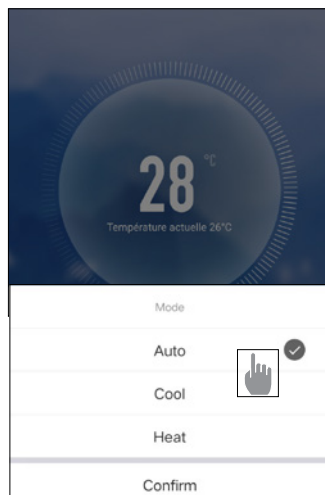 28 °C
Température actuelle 26°C
Mode
Auto
Cool
Heat
Confirm